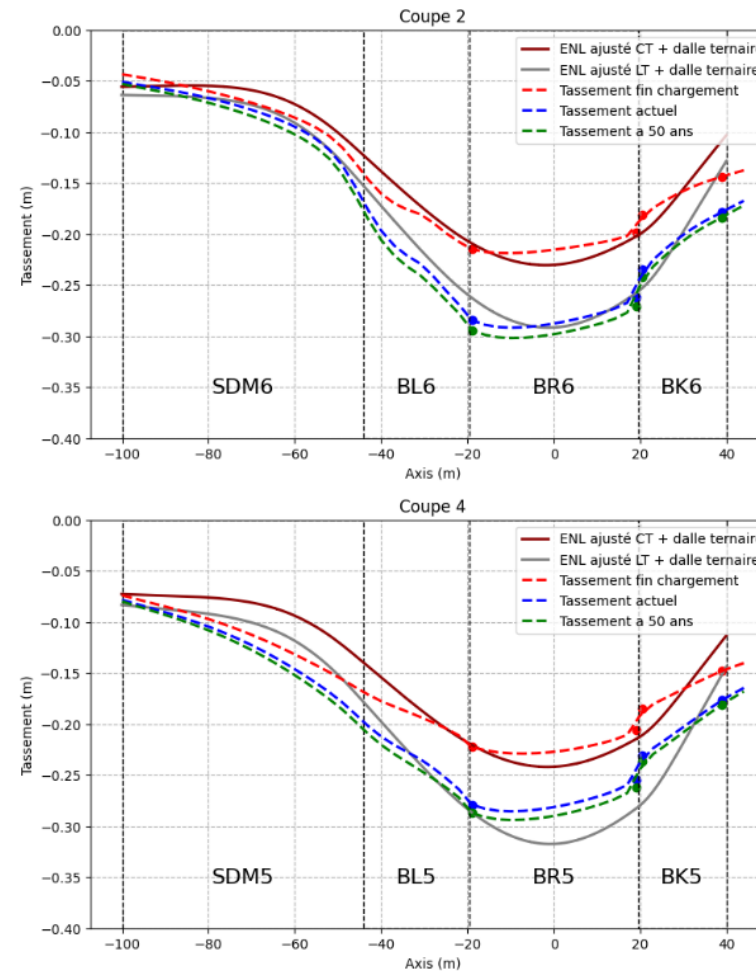 Coupe 2
ENL ajusté CT + dalle ternaire
ENL ajusté LT + dalle ternaire
Tassement fin chargement
Tassement actuel
Tassement a 50 ans
Tassement (m)
0.00
−0.05
−0.10
−0.15
−0.20
−0.25
−0.30
−0.35
−0.40
SDM6 BL6 BR6 BK6
−100 −80 −60 −40 −20 0 20 40
Axis (m)
Coupe 4
ENL ajusté CT + dalle ternaire
ENL ajusté LT + dalle ternaire
Tassement fin chargement
Tassement actuel
Tassement a 50 ans
Tassement (m)
0.00
−0.05
−0.10
−0.15
−0.20
−0.25
−0.30
−0.35
−0.40
SDM5 BL5 BR5 BK5
−100 −80 −60 −40 −20 0 20 40
Axis (m)